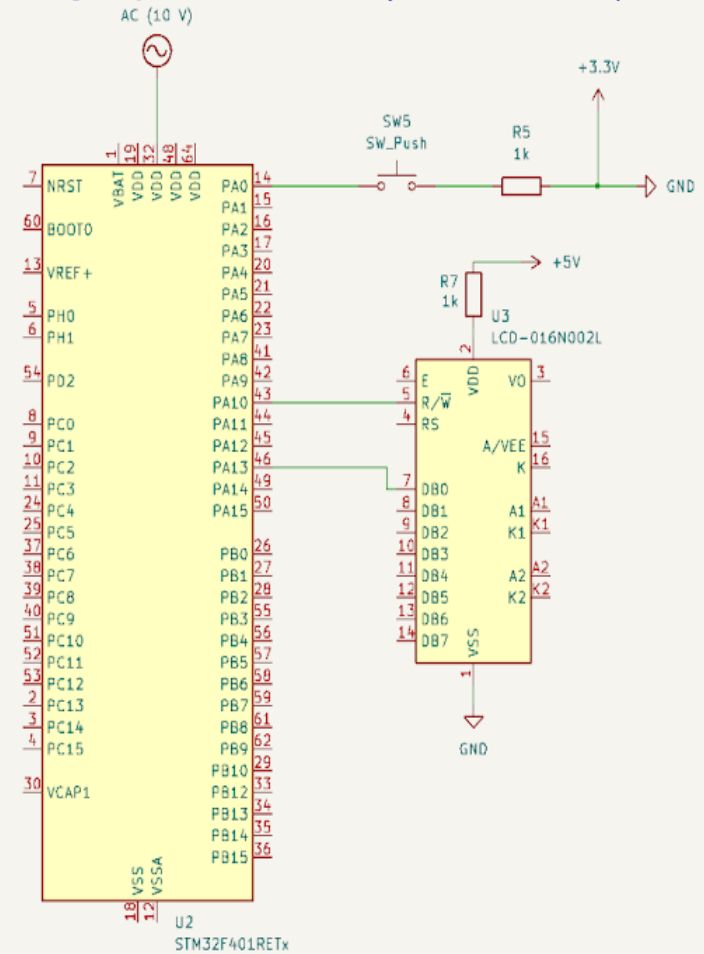 AC (10 V)
+3.3V
SW5
SW_Push
R5
1k
GND
1
19
32
48
64
VBAT
VDD
VDD
VDD
VDD
7 NRST
60 BOOT0
13 VREF+
5 PH0
6 PH1
54 PD2
8 PC0
9 PC1
10 PC2
11 PC3
24 PC4
25 PC5
37 PC6
38 PC7
39 PC8
40 PC9
51 PC10
52 PC11
53 PC12
2 PC13
3 PC14
4 PC15
30 VCAP1
PA0 14
PA1 15
PA2 16
PA3 17
PA4 20
PA5 21
PA6 22
PA7 23
PA8 41
PA9 42
PA10 43
PA11 44
PA12 45
PA13 46
PA14 49
PA15 50
PB0 26
PB1 27
PB2 28
PB3 55
PB4 56
PB5 57
PB6 58
PB7 59
PB8 61
PB9 62
PB10 29
PB12 33
PB13 34
PB14 35
PB15 36
VSS
VSSA
18
12
U2
STM32F401RETx
+5V
R7
1k
U3
LCD-016N002L
2
VDD
6 E
5 R/W̅
4 RS
7 DB0
8 DB1
9 DB2
10 DB3
11 DB4
12 DB5
13 DB6
14 DB7
VO 3
A/VEE 15
K 16
A1 A1
K1 K1
A2 A2
K2 K2
VSS
1
GND